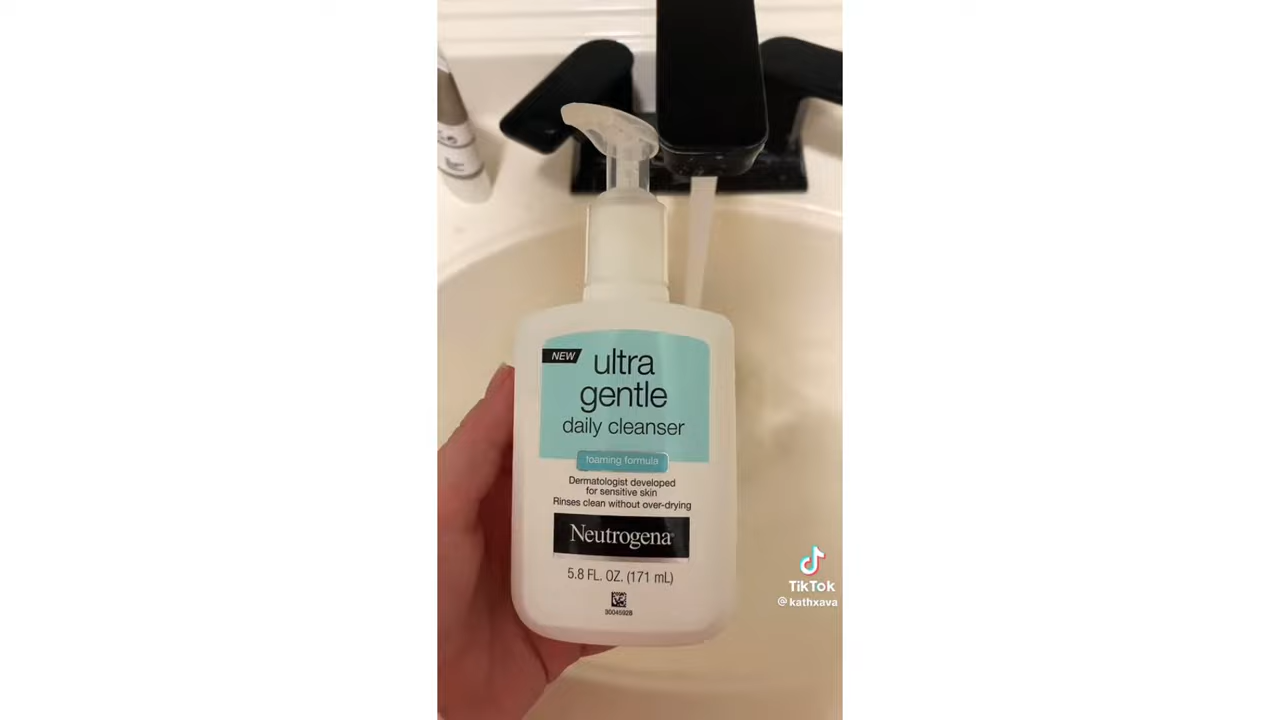 NEW
ultra
gentle
daily cleanser
foaming formula
Dermatologist developed
for sensitive skin
Rinses clean without over-drying
Neutrogena®
5.8 FL. OZ. (171 mL)
30045928
TikTok
@kathxava